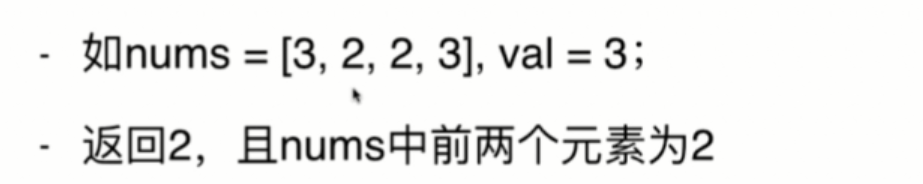 - 如nums = [3, 2, 2, 3], val = 3；
- 返回2，且nums中前两个元素为2